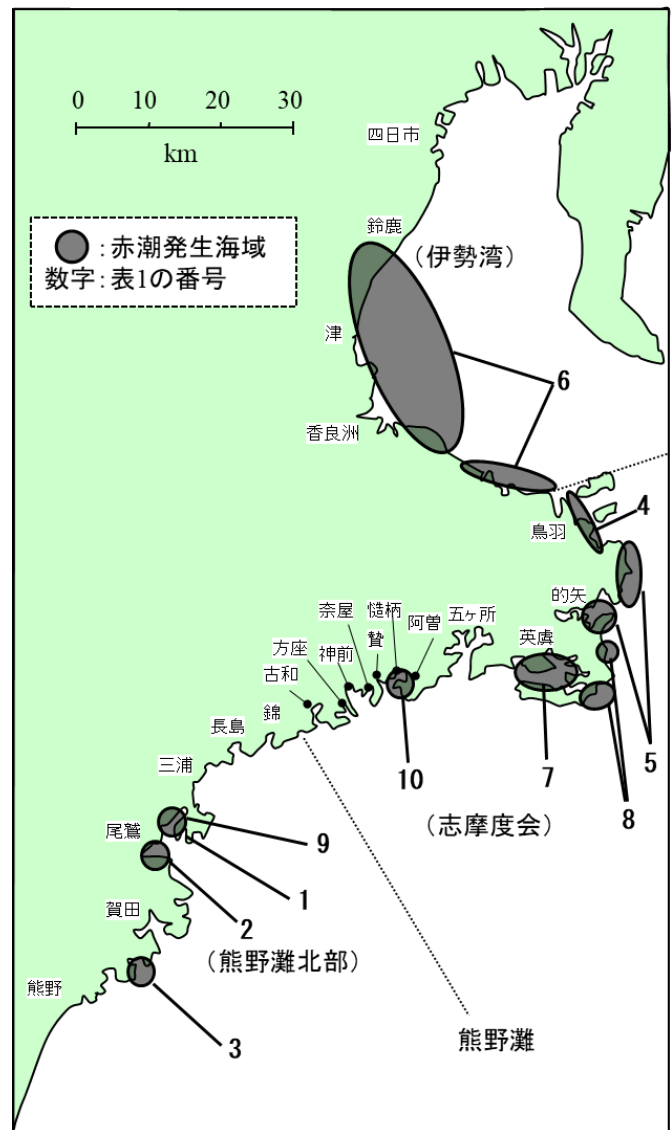 0 10 20 30
km
四日市
鈴鹿
(伊勢湾)
●:赤潮発生海域
数字:表1の番号
津
6
香良洲
鳥羽
4
的矢
慥柄
五ヶ所
奈屋
阿曽
英虞
贄
方座
神前
古和
錦
長島
5
三浦
10
7
8
(志摩度会)
尾鷲
9
1
2
賀田
(熊野灘北部)
熊野
熊野灘
3